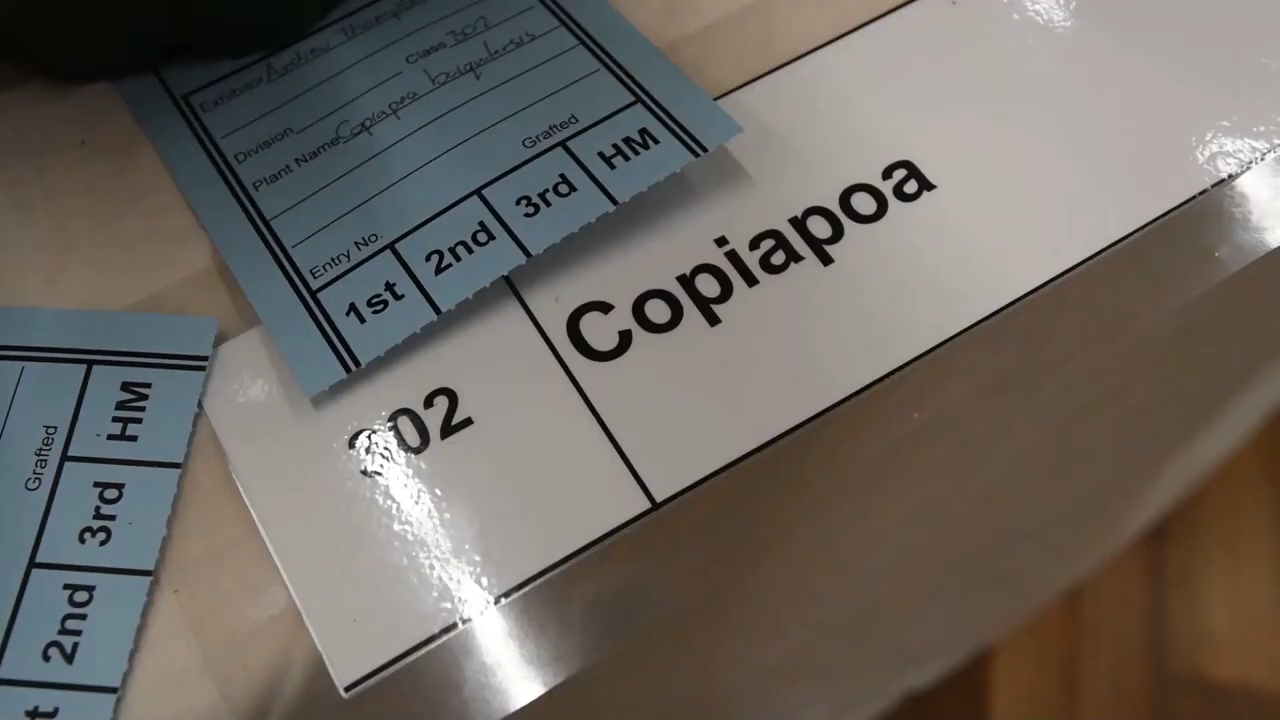 Exhibitor Andrew
Class 302
Division
Plant Name Copiapoa
Grafted
Entry No.
1st 2nd 3rd HM
302 Copiapoa
Grafted
HM
3rd
2nd